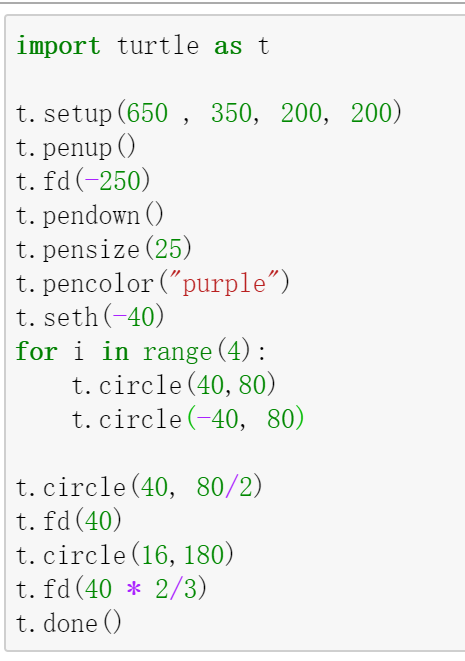 import turtle as t

t.setup(650 , 350, 200, 200)
t.penup()
t.fd(-250)
t.pendown()
t.pensize(25)
t.pencolor("purple")
t.seth(-40)
for i in range(4):
    t.circle(40,80)
    t.circle(-40, 80)

t.circle(40, 80/2)
t.fd(40)
t.circle(16,180)
t.fd(40 * 2/3)
t.done()